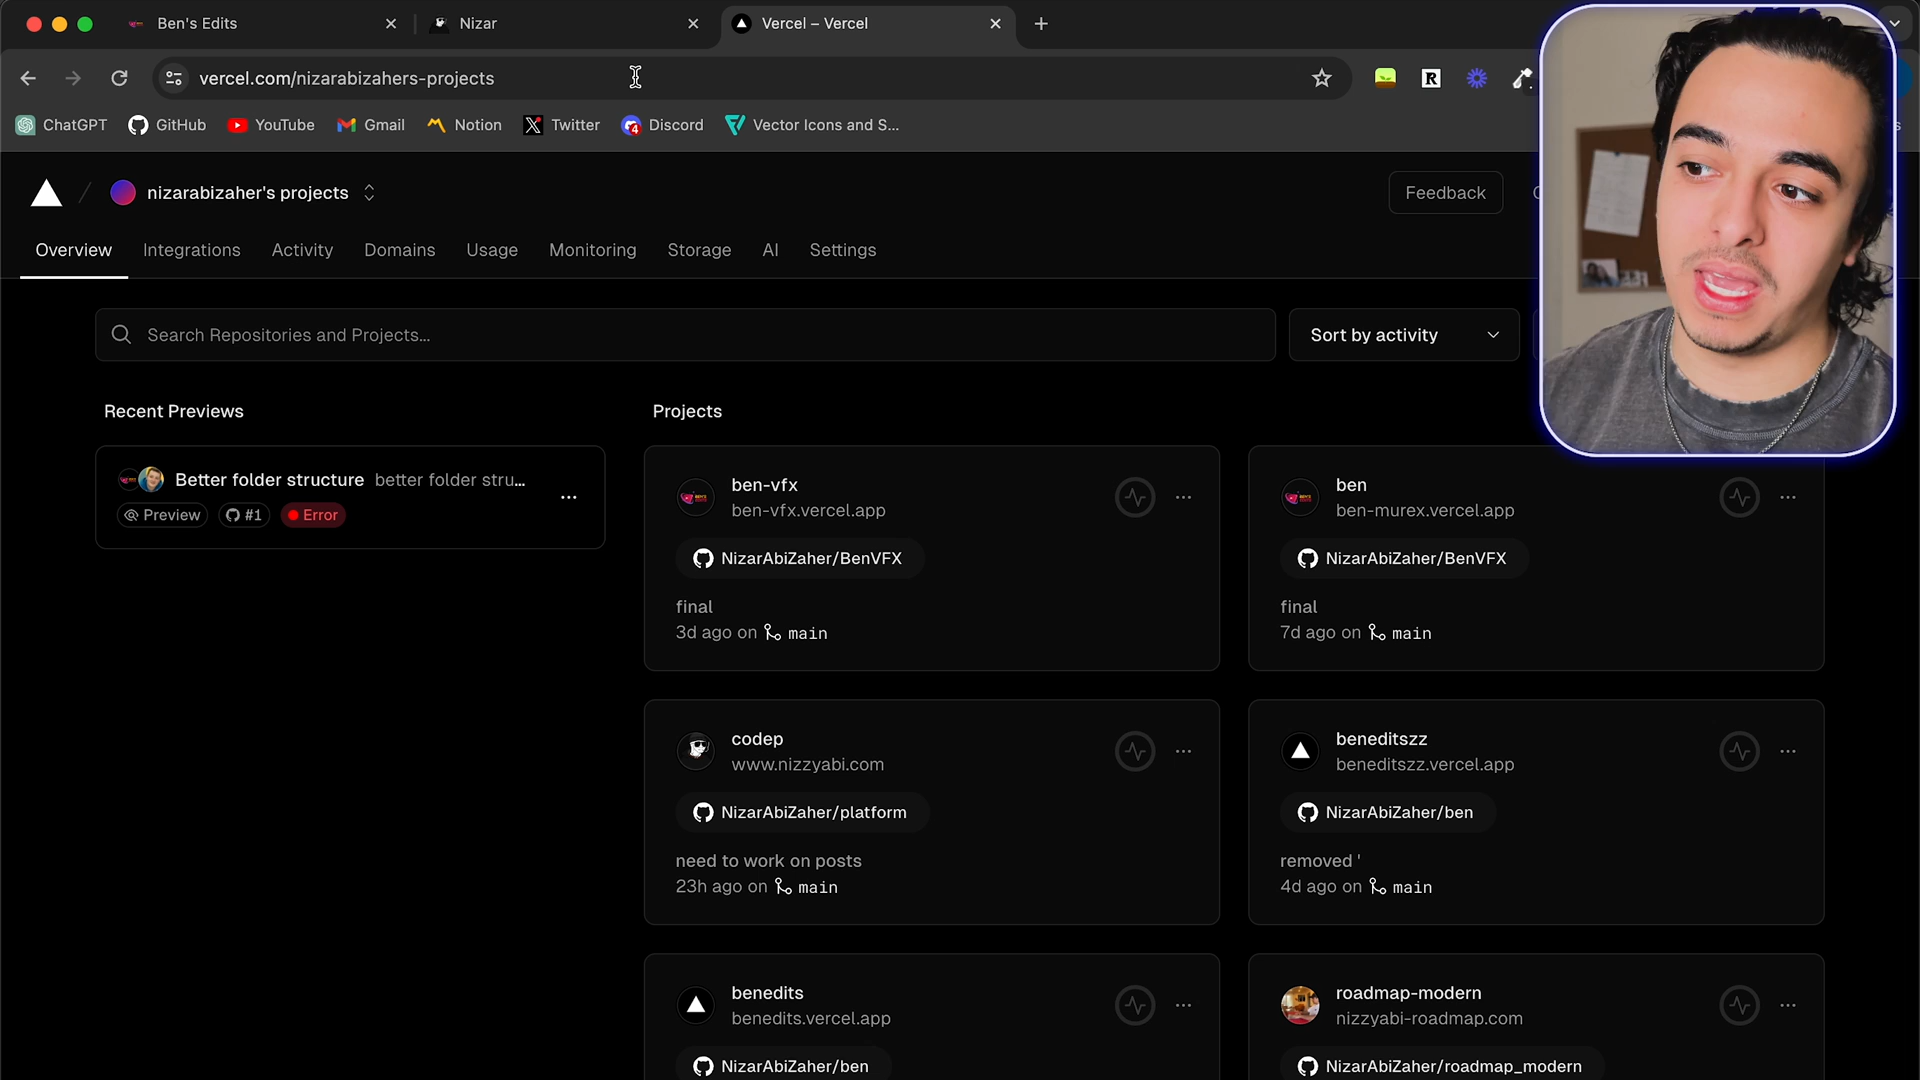 Ben's Edits
Nizar
Vercel – Vercel
vercel.com/nizarabizahers-projects
ChatGPT
GitHub
YouTube
Gmail
Notion
Twitter
Discord
Vector Icons and S...
nizarabizaher's projects
Feedback
Overview
Integrations
Activity
Domains
Usage
Monitoring
Storage
AI
Settings
Search Repositories and Projects...
Sort by activity
Recent Previews
Projects
Better folder structure better folder stru...
Preview
#1
Error
ben-vfx
ben-vfx.vercel.app
NizarAbiZaher/BenVFX
final
3d ago on main
ben
ben-murex.vercel.app
NizarAbiZaher/BenVFX
final
7d ago on main
codep
www.nizzyabi.com
NizarAbiZaher/platform
need to work on posts
23h ago on main
beneditszz
beneditszz.vercel.app
NizarAbiZaher/ben
removed '
4d ago on main
benedits
benedits.vercel.app
NizarAbiZaher/ben
roadmap-modern
nizzyabi-roadmap.com
NizarAbiZaher/roadmap_modern